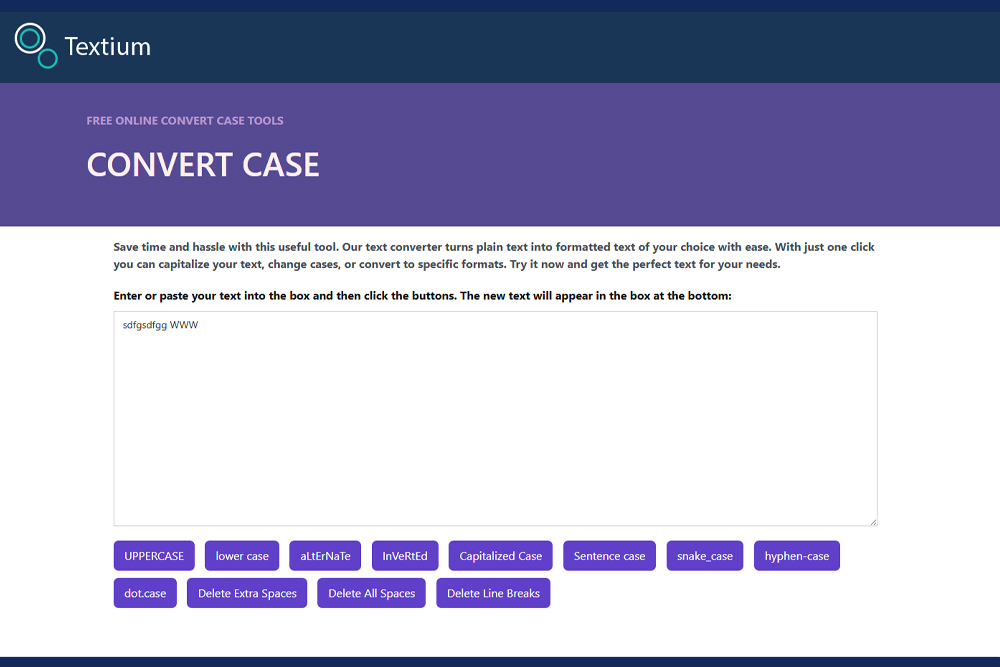 Textium
FREE ONLINE CONVERT CASE TOOLS
CONVERT CASE
Save time and hassle with this useful tool. Our text converter turns plain text into formatted text of your choice with ease. With just one click
you can capitalize your text, change cases, or convert to specific formats. Try it now and get the perfect text for your needs.
Enter or paste your text into the box and then click the buttons. The new text will appear in the box at the bottom:
sdfgsdfgg WWW
UPPERCASE lower case aLtErNaTe InVeRtEd Capitalized Case Sentence case snake_case hyphen-case
dot.case Delete Extra Spaces Delete All Spaces Delete Line Breaks